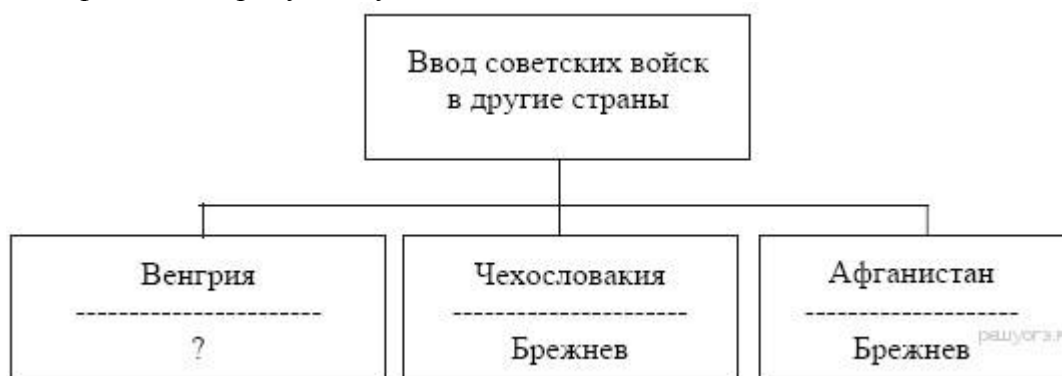 Ввод советских войск
в другие страны
Венгрия
-----------------------
?
Чехословакия
----------------------
Брежнев
Афганистан
--------------------
Брежнев